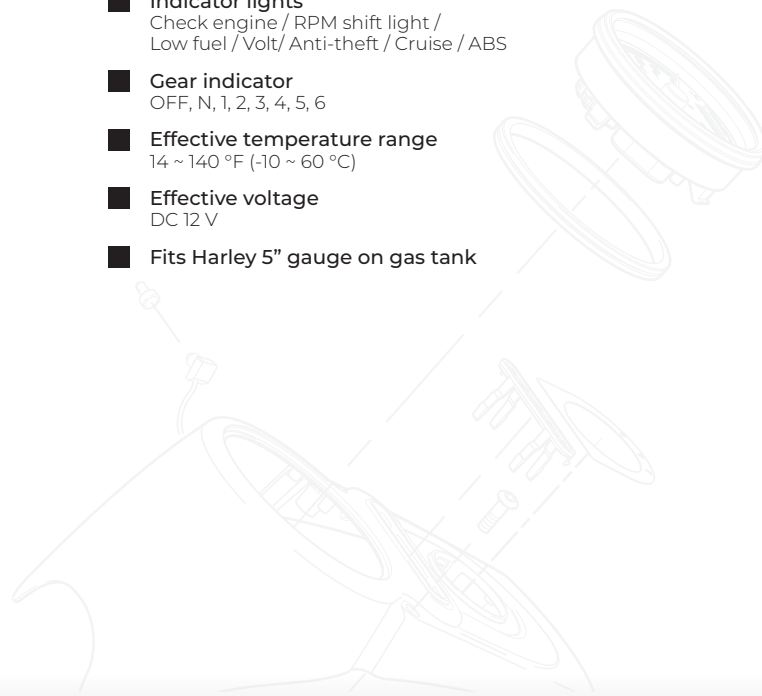 Indicator lights
Check engine / RPM shift light /
Low fuel / Volt/ Anti-theft / Cruise / ABS
Gear indicator
OFF, N, 1, 2, 3, 4, 5, 6
Effective temperature range
14 ~ 140 °F (-10 ~ 60 °C)
Effective voltage
DC 12 V
Fits Harley 5” gauge on gas tank